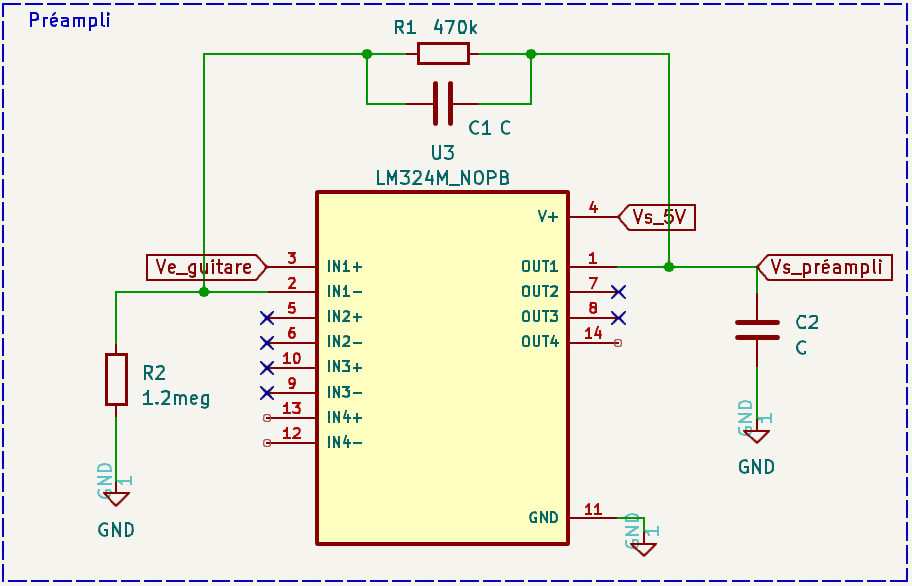 Préampli
R1 470k
C1 C
U3
LM324M_NOPB
V+ 4 Vs_5V
Ve_guitare 3 IN1+ OUT1 1 Vs_préampli
2 IN1- OUT2 7
5 IN2+ OUT3 8
6 IN2- OUT4 14
10 IN3+
9 IN3-
13 IN4+
12 IN4-
C2
C
R2
1.2meg
GND 1
GND
GND 1
GND
GND 11
GND 1